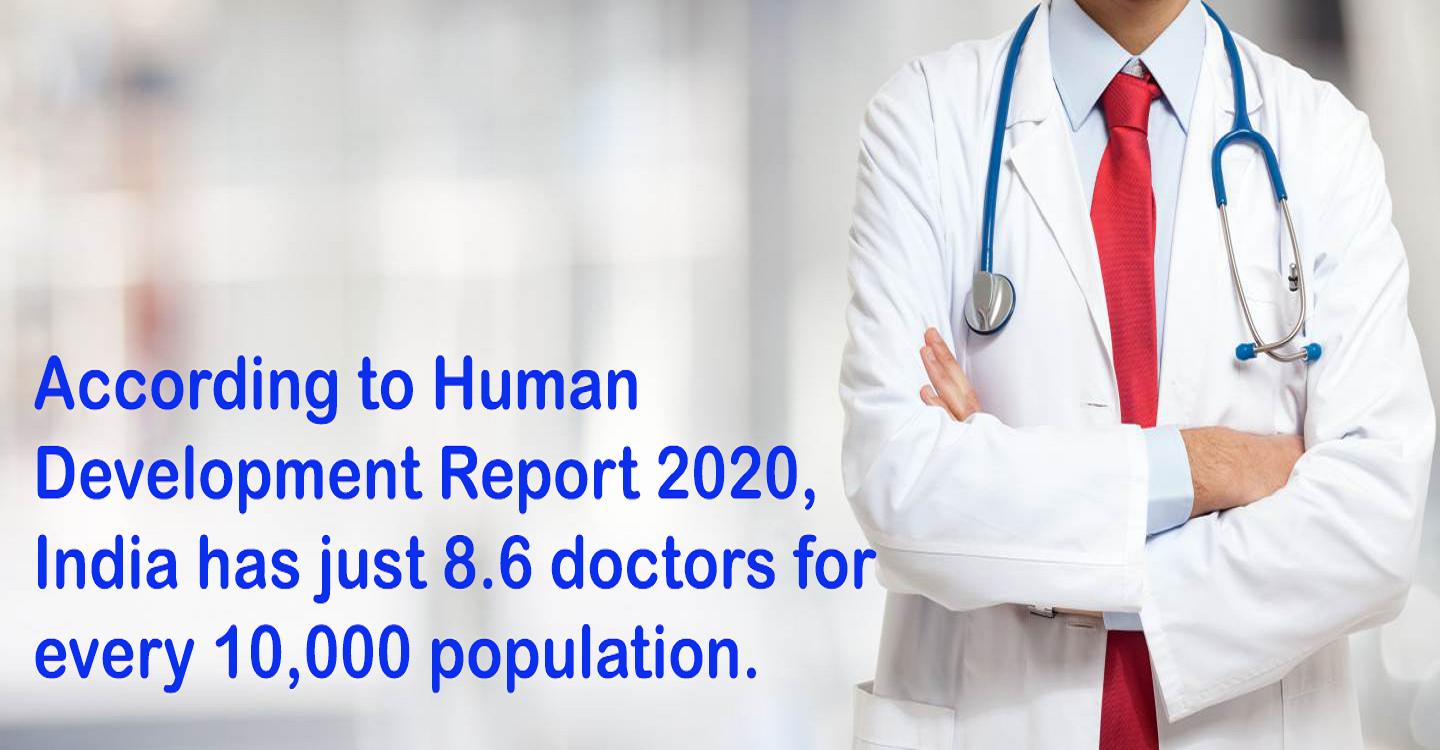 According to Human
Development Report 2020,
India has just 8.6 doctors for
every 10,000 population.